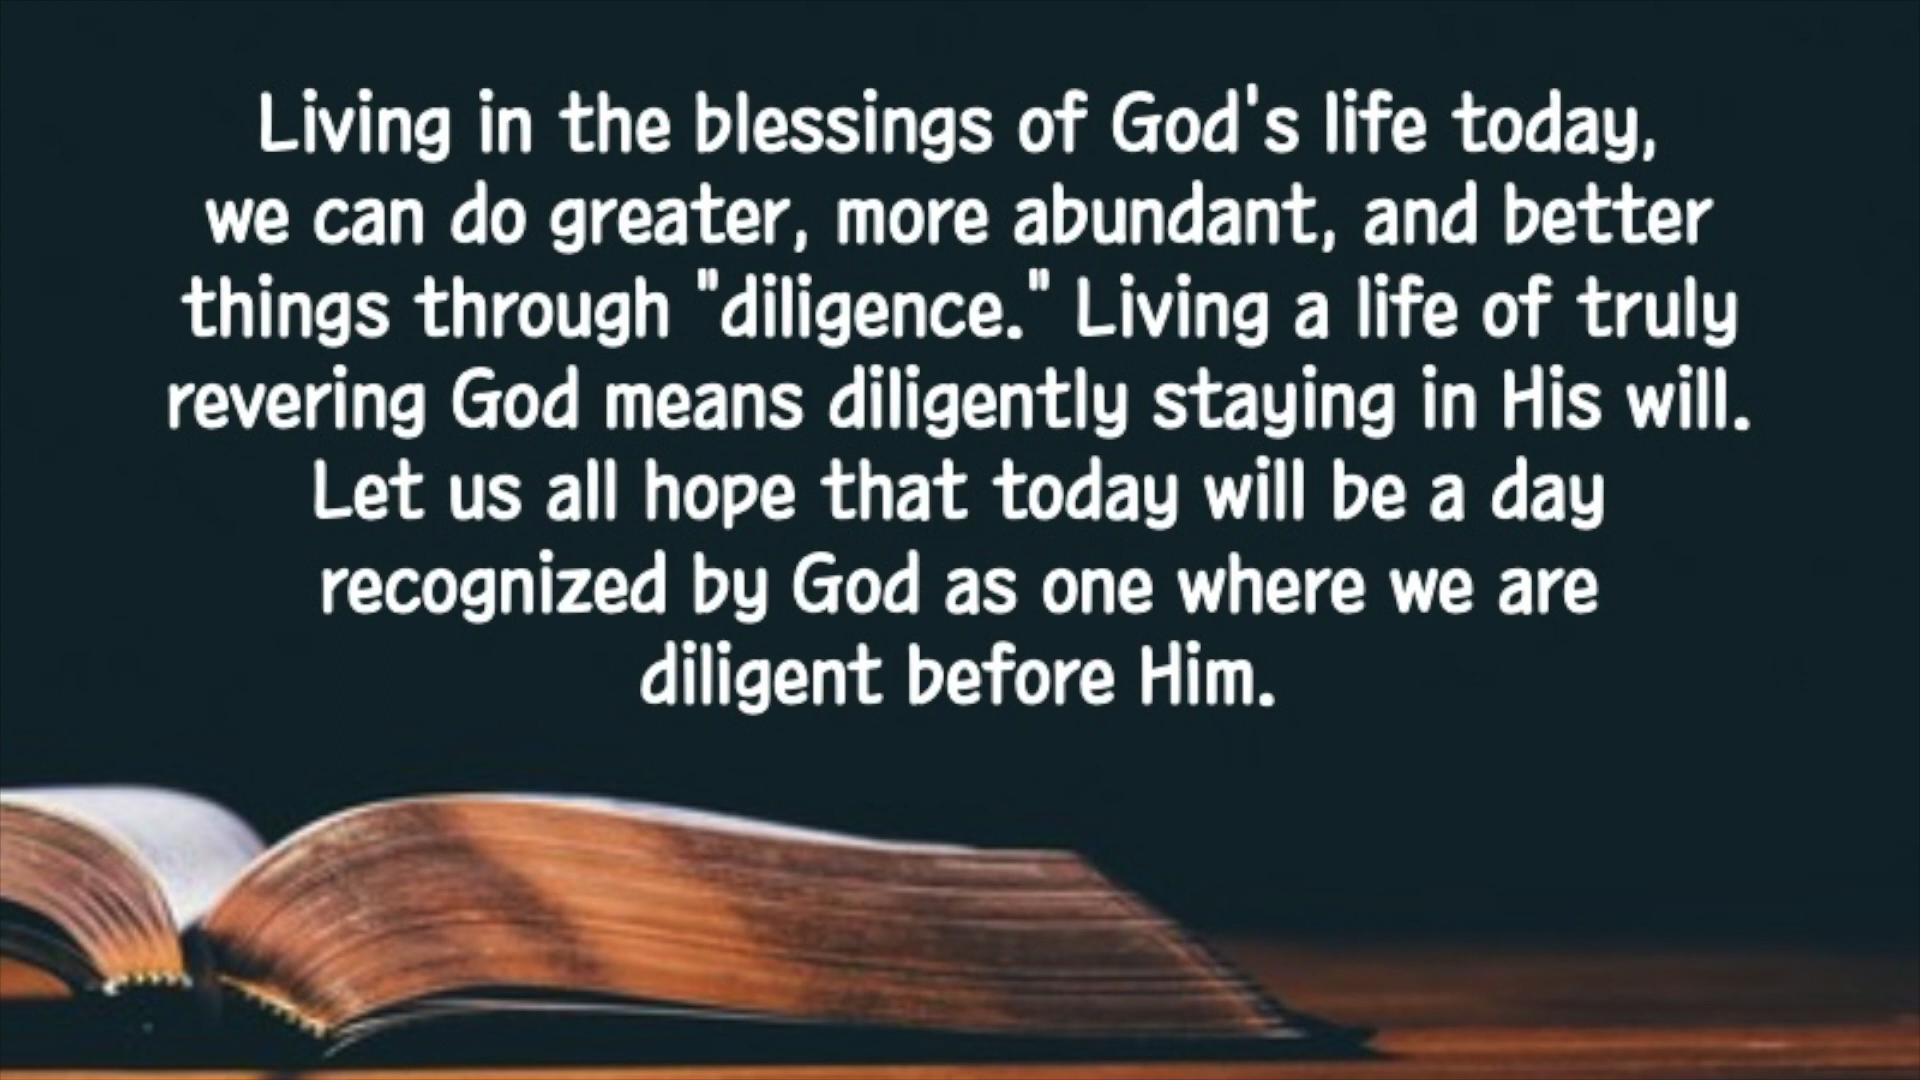 Living in the blessings of God's life today,
we can do greater, more abundant, and better
things through "diligence." Living a life of truly
revering God means diligently staying in His will.
Let us all hope that today will be a day
recognized by God as one where we are
diligent before Him.